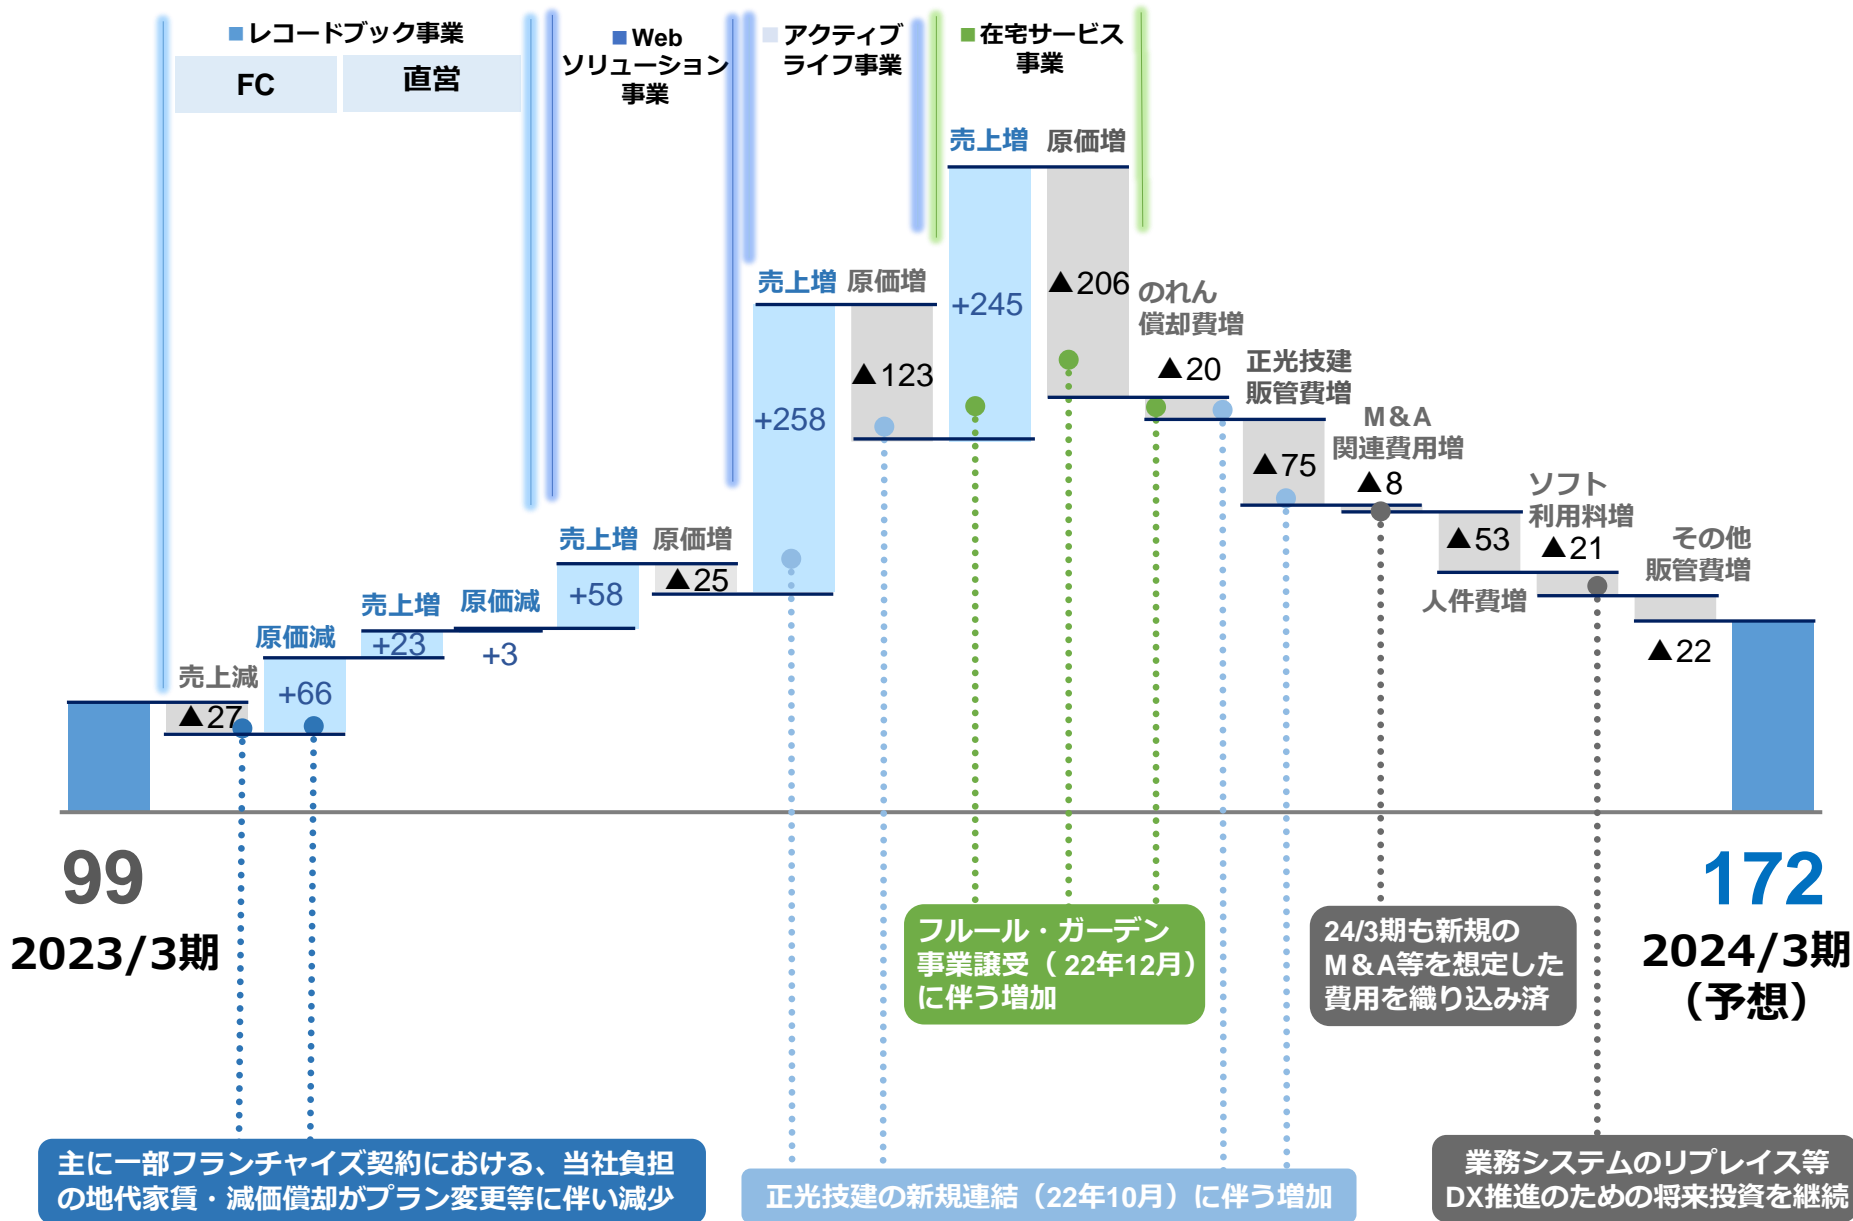 ■レコードブック事業
FC
直営
■Web
ソリューション
事業
■アクティブ
ライフ事業
■在宅サービス
事業
売上減
▲27
原価減
+66
売上増
+23
原価減
+3
売上増
+58
原価増
▲25
売上増
+258
原価増
▲123
売上増
+245
原価増
▲206
のれん
償却費増
▲20
正光技建
販管費増
▲75
M&A
関連費用増
▲8
▲53
人件費増
ソフト
利用料増
▲21
その他
販管費増
▲22
99
2023/3期
172
2024/3期
(予想)
フルール・ガーデン
事業譲受(22年12月)
に伴う増加
24/3期も新規の
M&A等を想定した
費用を織り込み済
主に一部フランチャイズ契約における、当社負担
の地代家賃・減価償却がプラン変更等に伴い減少
正光技建の新規連結(22年10月)に伴う増加
業務システムのリプレイス等
DX推進のための将来投資を継続